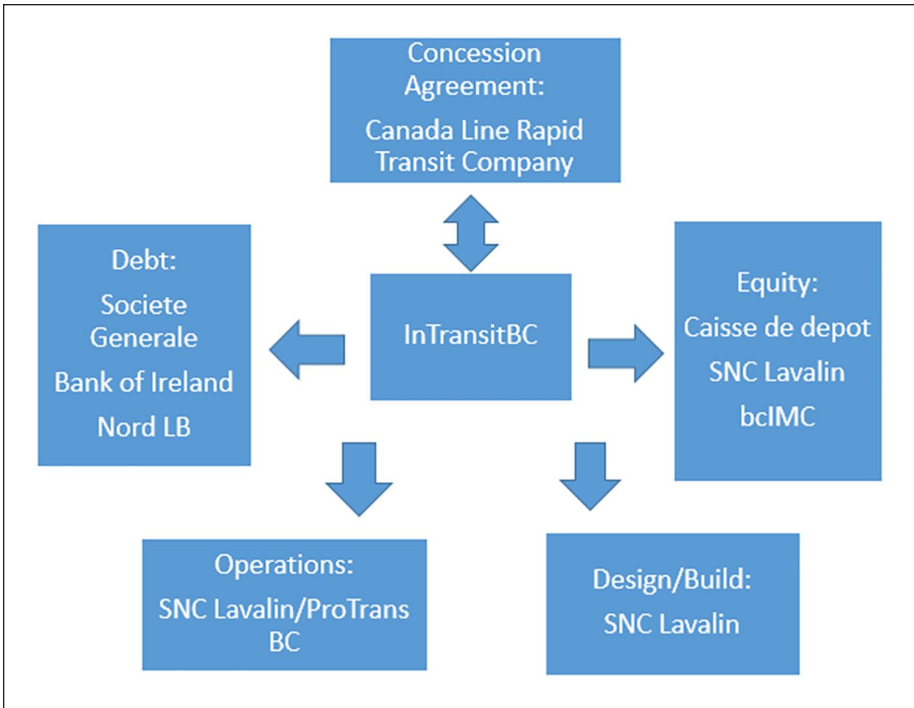 Concession
Agreement:
Canada Line Rapid
Transit Company
Debt:
Societe
Generale
Bank of Ireland
Nord LB
InTransitBC
Equity:
Caisse de depot
SNC Lavalin
bcIMC
Operations:
SNC Lavalin/ProTrans
BC
Design/Build:
SNC Lavalin